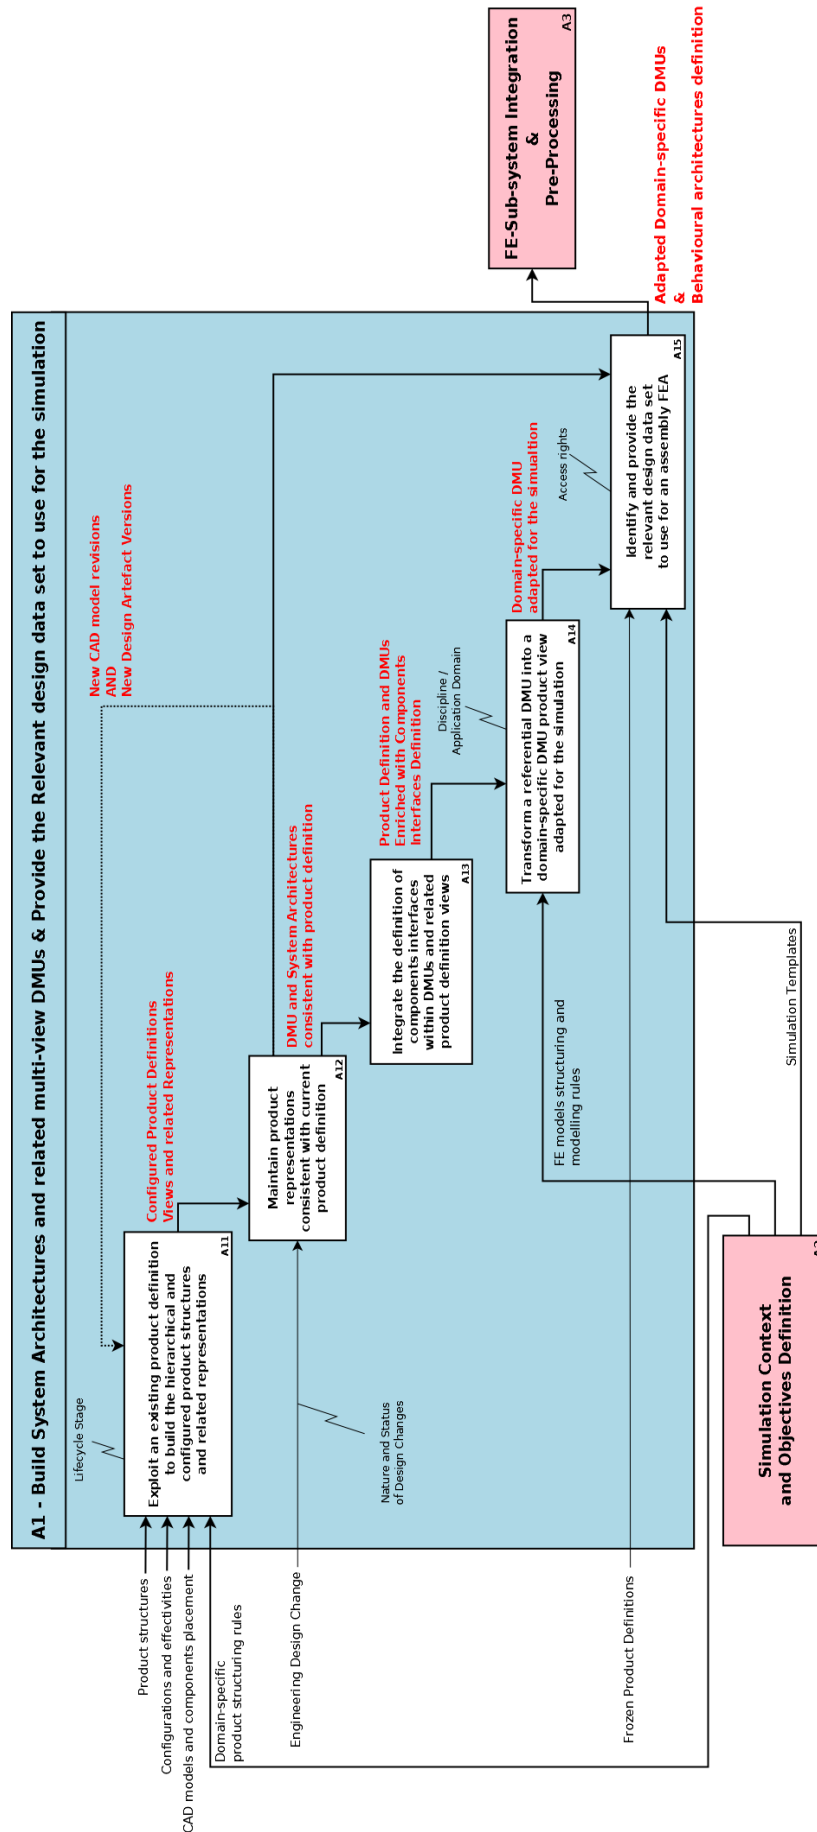 A1 - Build System Architectures and related multi-view DMUs & Provide the Relevant design data set to use for the simulation
New CAD model revisions
AND
New Design Artefact Versions
Lifecycle Stage
Product structures
Configurations and effectivities
CAD models and components placement
Domain-specific
product structuring rules
Exploit an existing product definition
to build the hierarchical and
configured product structures
and related representations
A11
Configured Product Definitions
Views and related Representations
Engineering Design Change
Nature and Status
of Design Changes
Maintain product
representations
consistent with current
product definition
A12
DMU and System Architectures
consistent with product definition
Integrate the definition of
components interfaces
within DMUs and related
product definition views
A13
Product Definition and DMUs
Enriched with Components
Interfaces Definition
Discipline /
Application Domain
FE models structuring and
modelling rules
Transform a referential DMU into a
domain-specific DMU product view
adapted for the simulation
A14
Domain-specific DMU
adapted for the simualtion
Access rights
Frozen Product Definitions
Identify and provide the
relevant design data set
to use for an assembly FEA
A15
Adapted Domain-specific DMUs
&
Behavioural architectures definition
FE-Sub-system Integration
&
Pre-Processing
A3
Simulation Templates
Simulation Context
and Objectives Definition